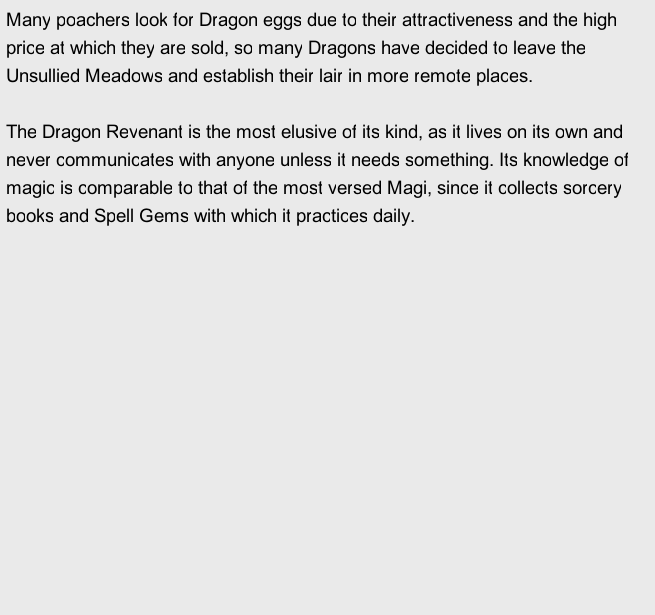 Many poachers look for Dragon eggs due to their attractiveness and the high
price at which they are sold, so many Dragons have decided to leave the
Unsullied Meadows and establish their lair in more remote places.
The Dragon Revenant is the most elusive of its kind, as it lives on its own and
never communicates with anyone unless it needs something. Its knowledge of
magic is comparable to that of the most versed Magi, since it collects sorcery
books and Spell Gems with which it practices daily.